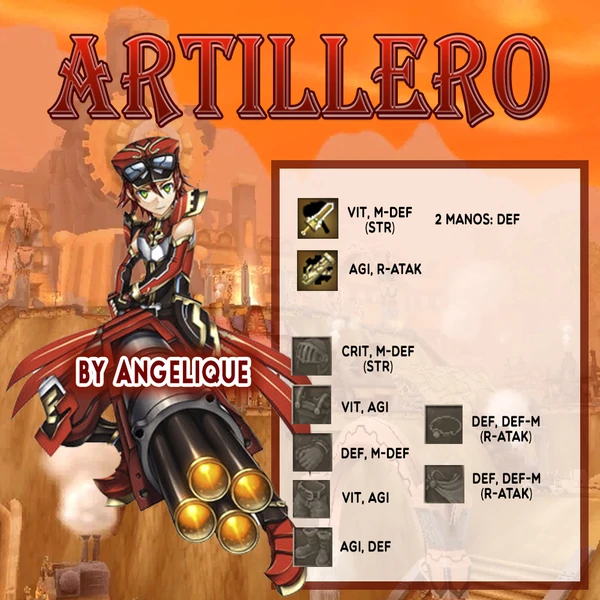 ARTILLERO
VIT, M-DEF
(STR)
2 MANOS: DEF
AGI, R-ATAK
CRIT, M-DEF
(STR)
BY ANGELIQUE
VIT, AGI
DEF, DEF-M
(R-ATAK)
DEF, M-DEF
DEF, DEF-M
(R-ATAK)
VIT, AGI
AGI, DEF